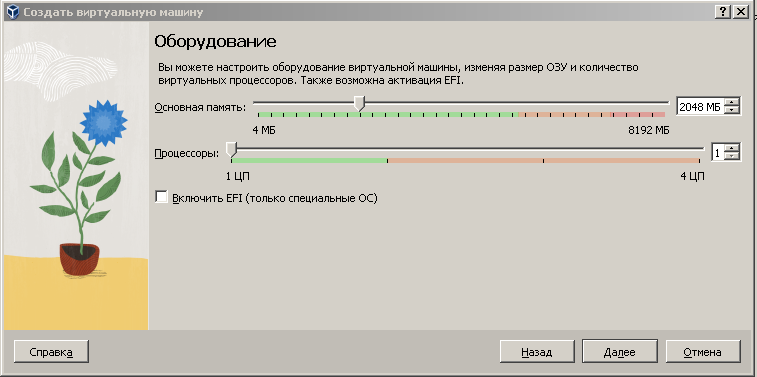 Создать виртуальную машину
Оборудование
Вы можете настроить оборудование виртуальной машины, изменяя размер ОЗУ и количество
виртуальных процессоров. Также возможна активация EFI.
Основная память: 2048 МБ
4 МБ 8192 МБ
Процессоры: 1
1 ЦП 4 ЦП
Включить EFI (только специальные ОС)
Справка Назад Далее Отмена